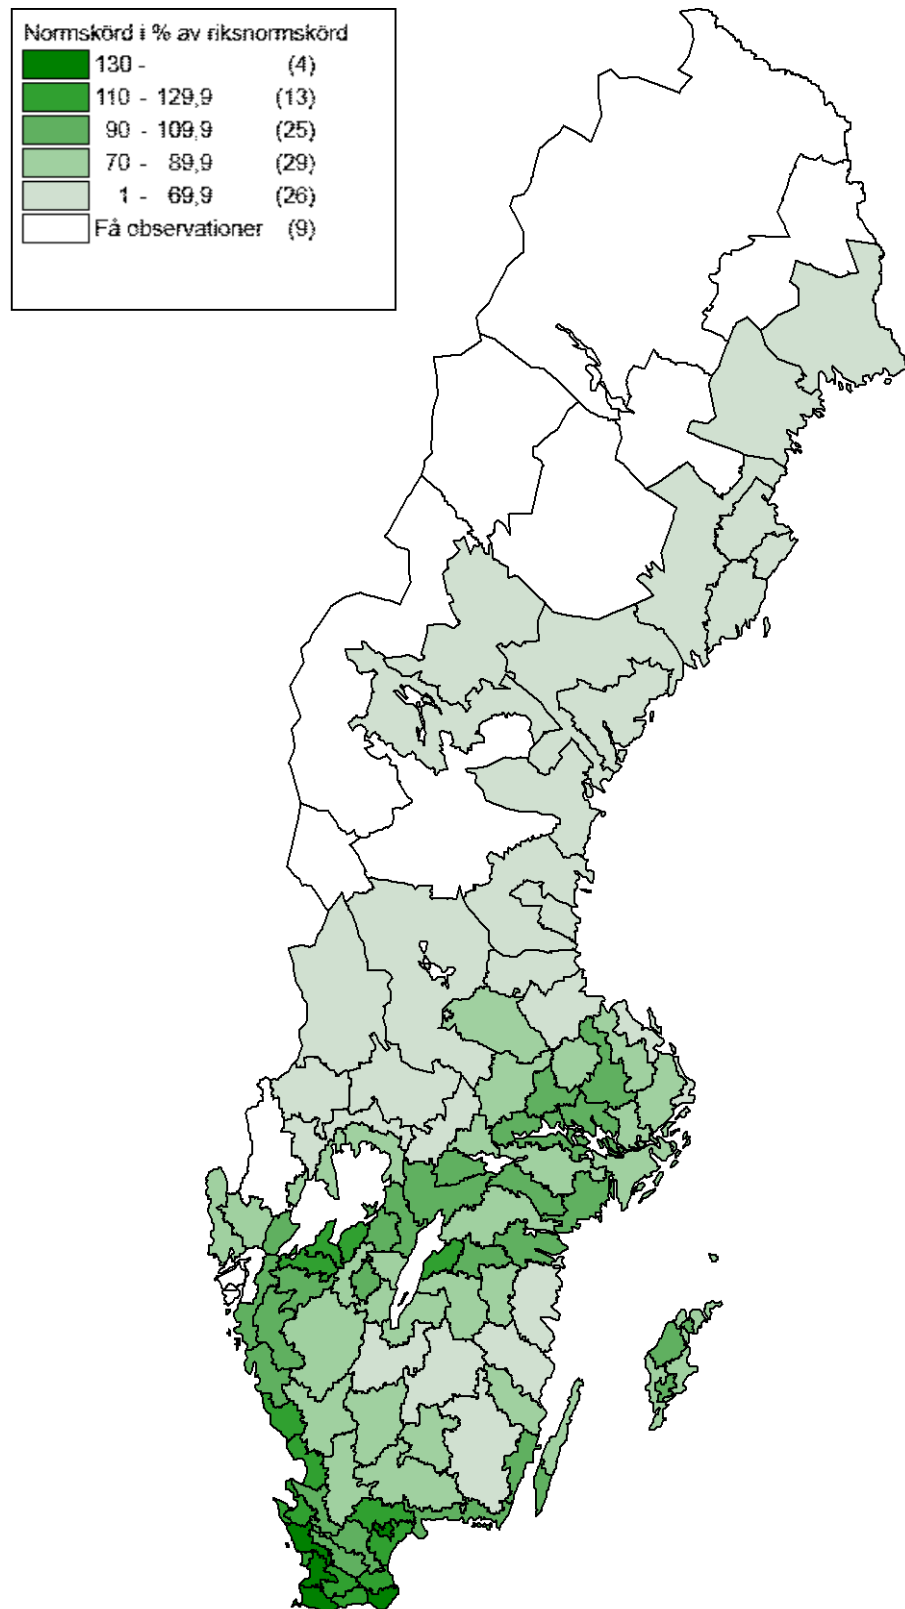 Normskörd i % av riksnormskörd
130 - (4)
110 - 129,9 (13)
90 - 109,9 (25)
70 - 89,9 (29)
1 - 69,9 (26)
Få observationer (9)